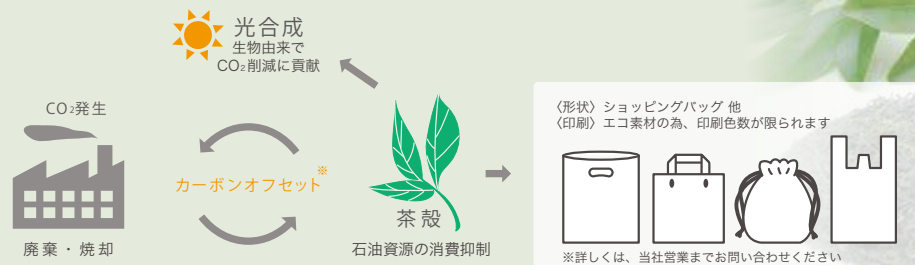 光合成
生物由来で
CO₂削減に貢献
CO₂発生
カーボンオフセット※
廃棄・焼却
茶殻
石油資源の消費抑制
〈形状〉ショッピングバッグ 他
〈印刷〉エコ素材の為、印刷色数が限られます
※詳しくは、当社営業までお問い合わせください